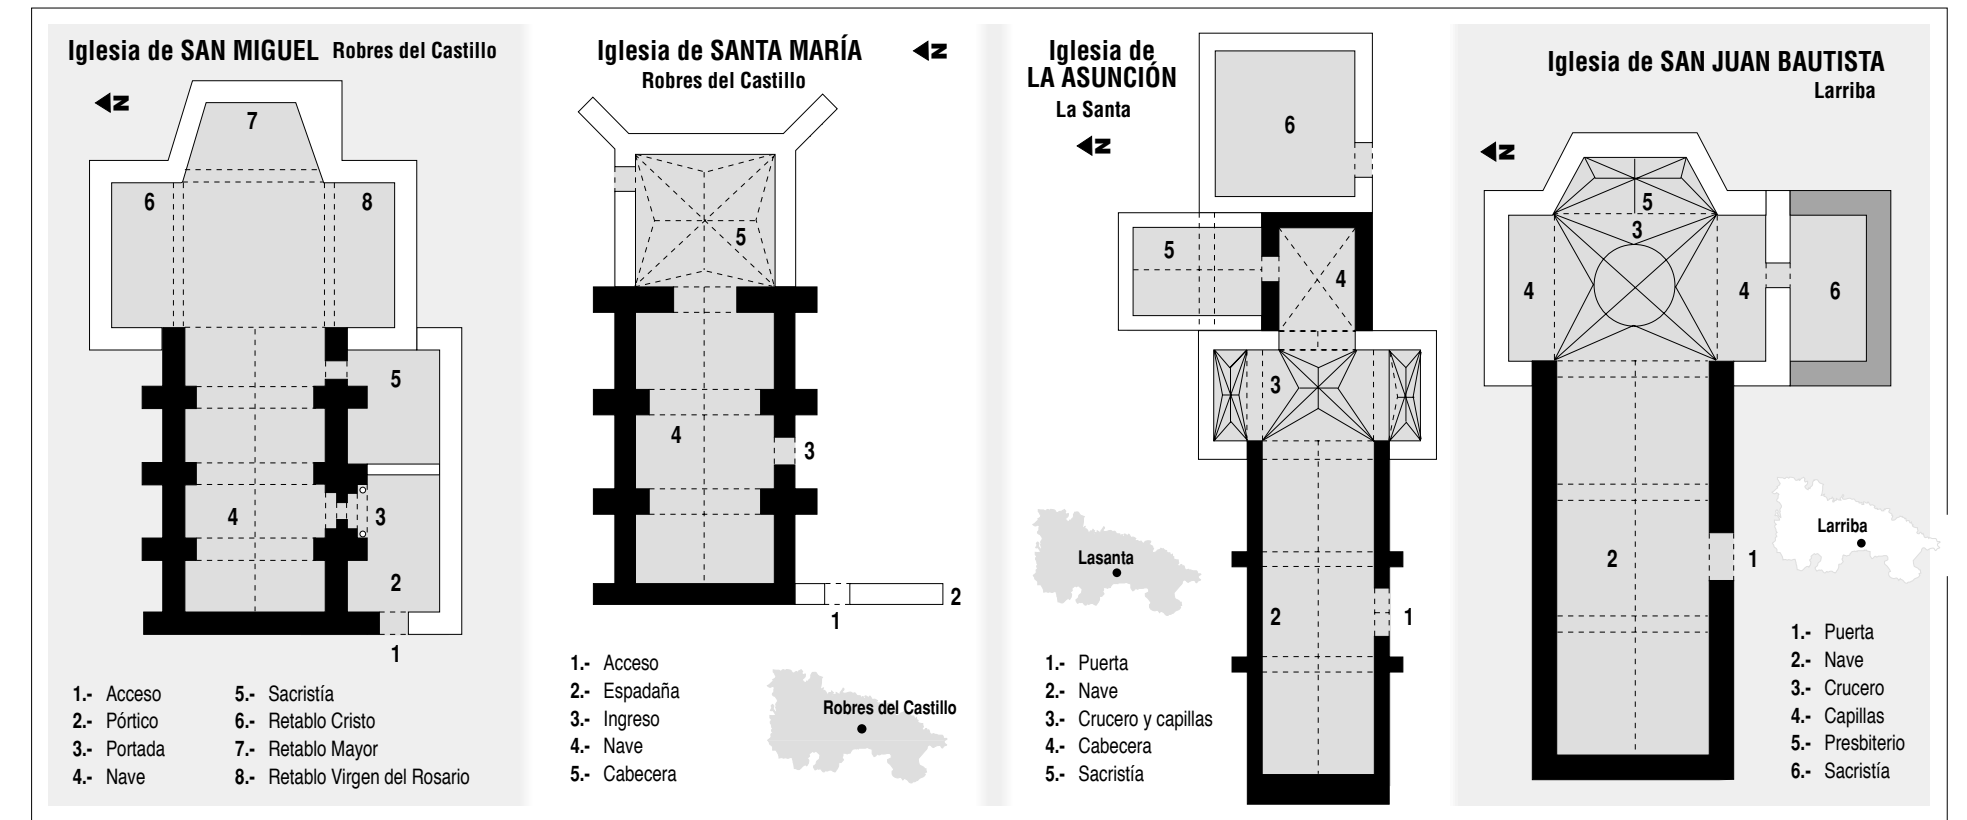 Iglesia de SAN MIGUEL Robres del Castillo
N
7
6
8
5
4
3
2
1
1.- Acceso
2.- Pórtico
3.- Portada
4.- Nave
5.- Sacristía
6.- Retablo Cristo
7.- Retablo Mayor
8.- Retablo Virgen del Rosario
Iglesia de SANTA MARÍA
Robres del Castillo
N
5
4
3
2
1
1.- Acceso
2.- Espadaña
3.- Ingreso
4.- Nave
5.- Cabecera
Robres del Castillo
Iglesia de
LA ASUNCIÓN
La Santa
N
6
5
4
3
2
1
Lasanta
1.- Puerta
2.- Nave
3.- Crucero y capillas
4.- Cabecera
5.- Sacristía
Iglesia de SAN JUAN BAUTISTA
Larriba
N
5
3
4
4
6
2
1
Larriba
1.- Puerta
2.- Nave
3.- Crucero
4.- Capillas
5.- Presbiterio
6.- Sacristía